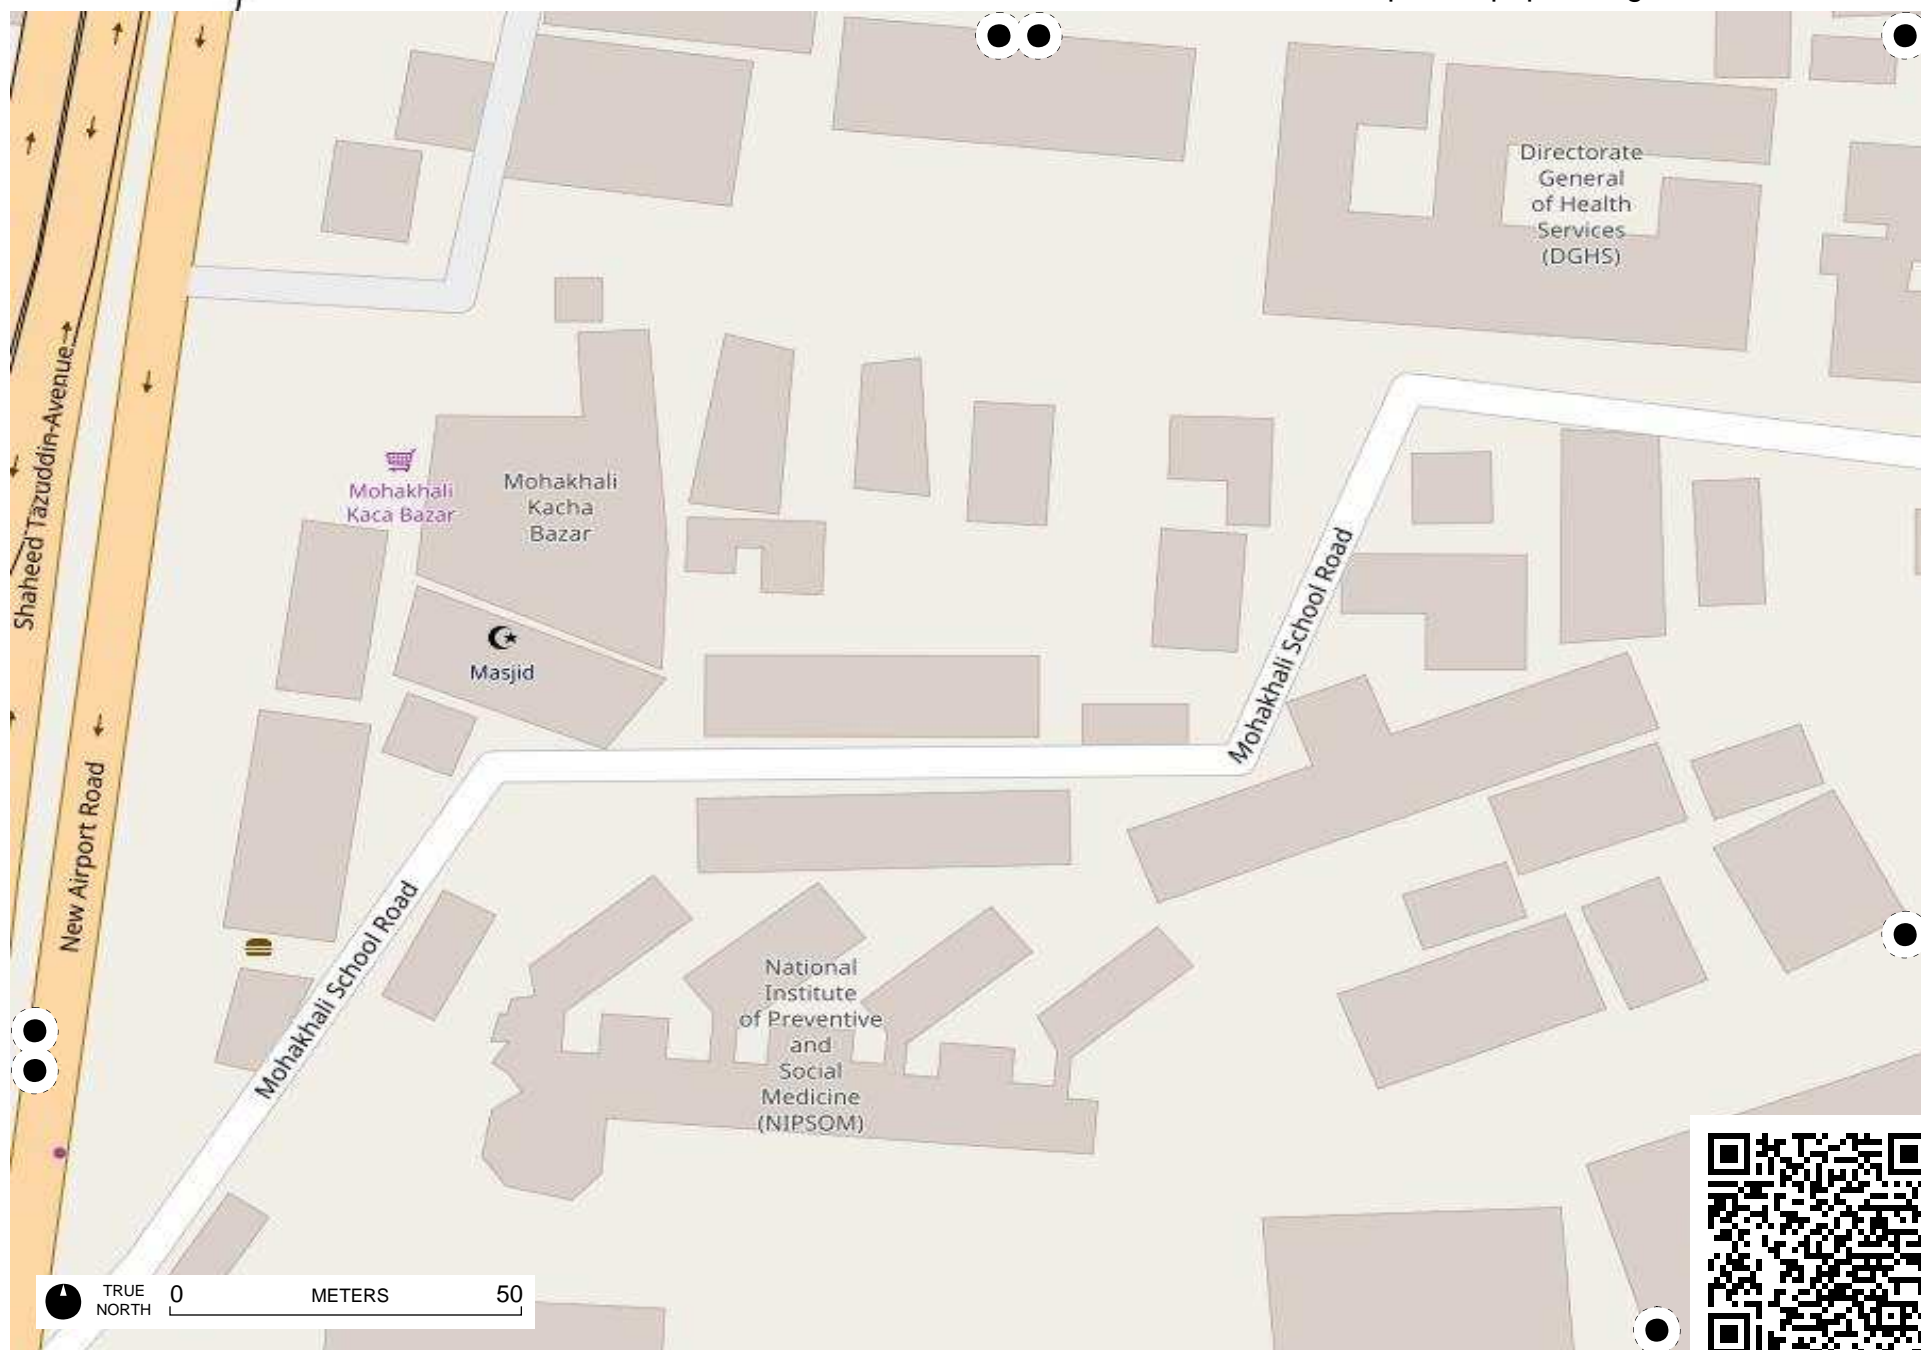 Directorate
General
of Health
Services
(DGHS)
Shaheed Tazuddin Avenue
Mohakhali
Kaca Bazar
Mohakhali
Kacha
Bazar
Mohakhali School Road
Masjid
New Airport Road
Mohakhali School Road
National
Institute
of Preventive
and
Social
Medicine
(NIPSOM)
TRUE
NORTH
0 METERS 50